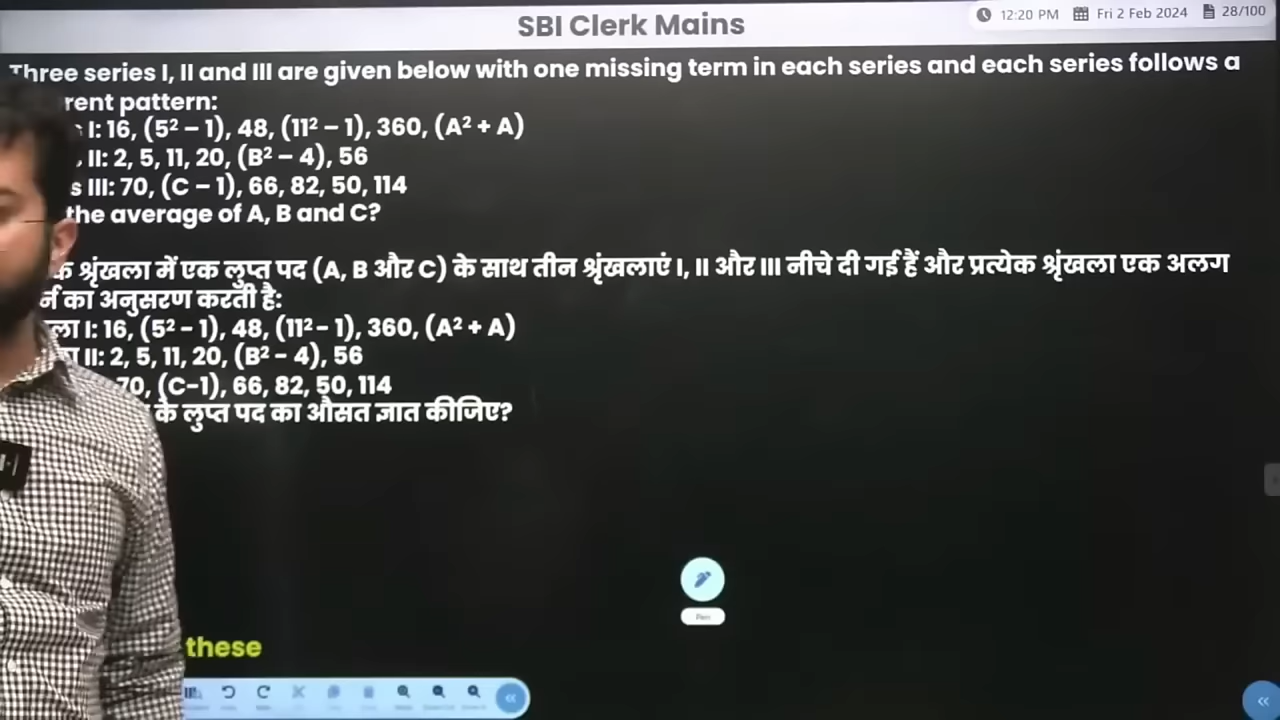 SBI Clerk Mains
12:20 PM Fri 2 Feb 2024 28/100
Three series I, II and III are given below with one missing term in each series and each series follows a
rent pattern:
I: 16, (5² – 1), 48, (11² – 1), 360, (A² + A)
II: 2, 5, 11, 20, (B² – 4), 56
s III: 70, (C – 1), 66, 82, 50, 114
the average of A, B and C?
क श्रृंखला में एक लुप्त पद (A, B और C) के साथ तीन श्रृंखलाएं I, II और III नीचे दी गई हैं और प्रत्येक श्रृंखला एक अलग
र्न का अनुसरण करती है:
ला I: 16, (5² - 1), 48, (11² - 1), 360, (A² + A)
II: 2, 5, 11, 20, (B² - 4), 56
70, (C-1), 66, 82, 50, 114
के लुप्त पद का औसत ज्ञात कीजिए?
Pen
these